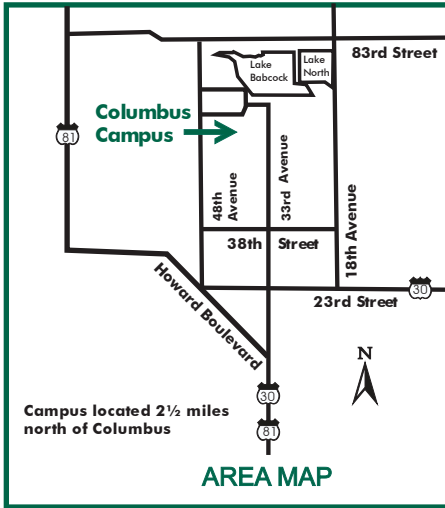 83rd Street
Lake
Babcock
Lake
North
Columbus
Campus
81
48th
Avenue
33rd Avenue
18th Avenue
38th Street
30
23rd Street
Howard Boulevard
N
30
Campus located 2½ miles
north of Columbus
81
AREA MAP